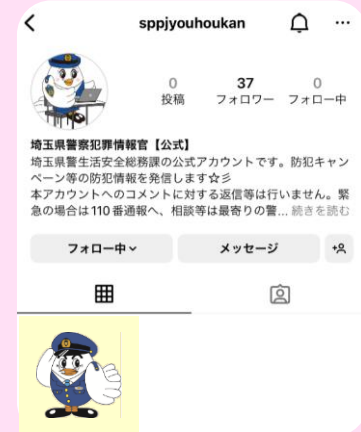 sppjyouhoukan
0 37 0
投稿 フォロワー フォロー中
埼玉県警察犯罪情報官【公式】
埼玉県警生活安全総務課の公式アカウントです。防犯キャン
ペーン等の防犯情報を発信します☆彡
本アカウントへのコメントに対する返信等は行いません。緊
急の場合は110番通報へ、相談等は最寄りの警... 続きを読む
フォロー中 メッセージ